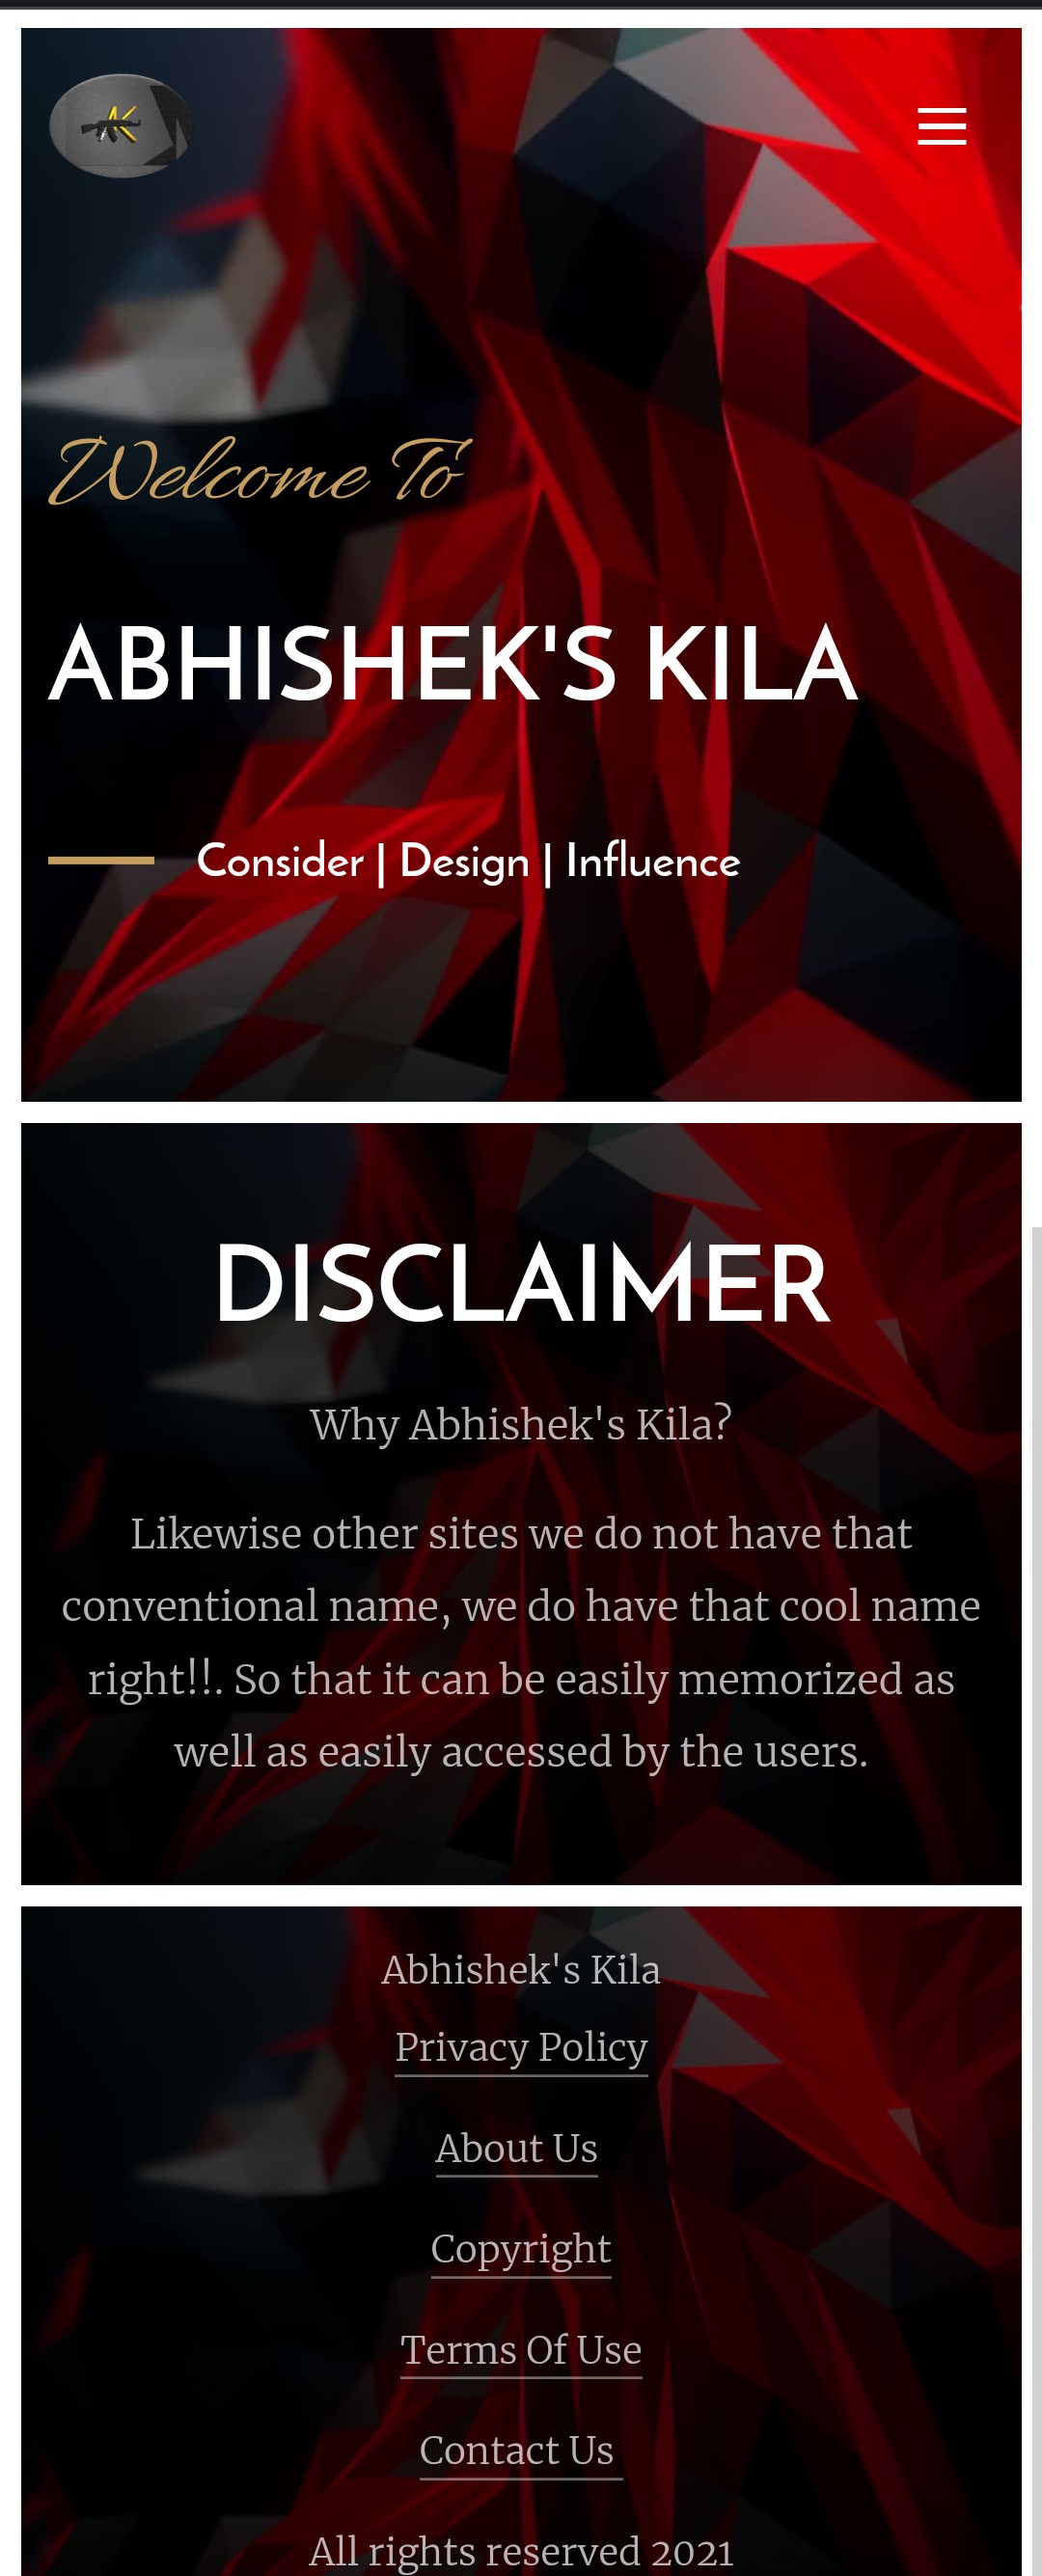 Welcome To
ABHISHEK'S KILA
Consider | Design | Influence
DISCLAIMER
Why Abhishek's Kila?
Likewise other sites we do not have that
conventional name, we do have that cool name
right!!. So that it can be easily memorized as
well as easily accessed by the users.
Abhishek's Kila
Privacy Policy
About Us
Copyright
Terms Of Use
Contact Us
All rights reserved 2021